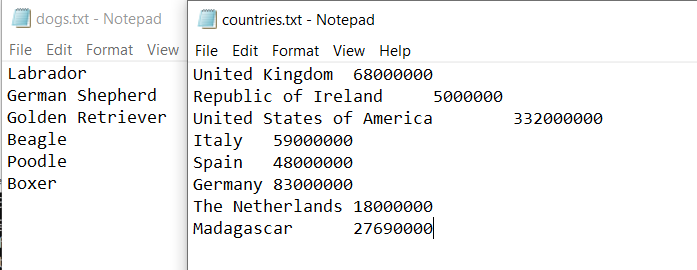 dogs.txt - Notepad
File Edit Format View
Labrador
German Shepherd
Golden Retriever
Beagle
Poodle
Boxer
countries.txt - Notepad
File Edit Format View Help
United Kingdom 68000000
Republic of Ireland 5000000
United States of America 332000000
Italy 59000000
Spain 48000000
Germany 83000000
The Netherlands 18000000
Madagascar 27690000